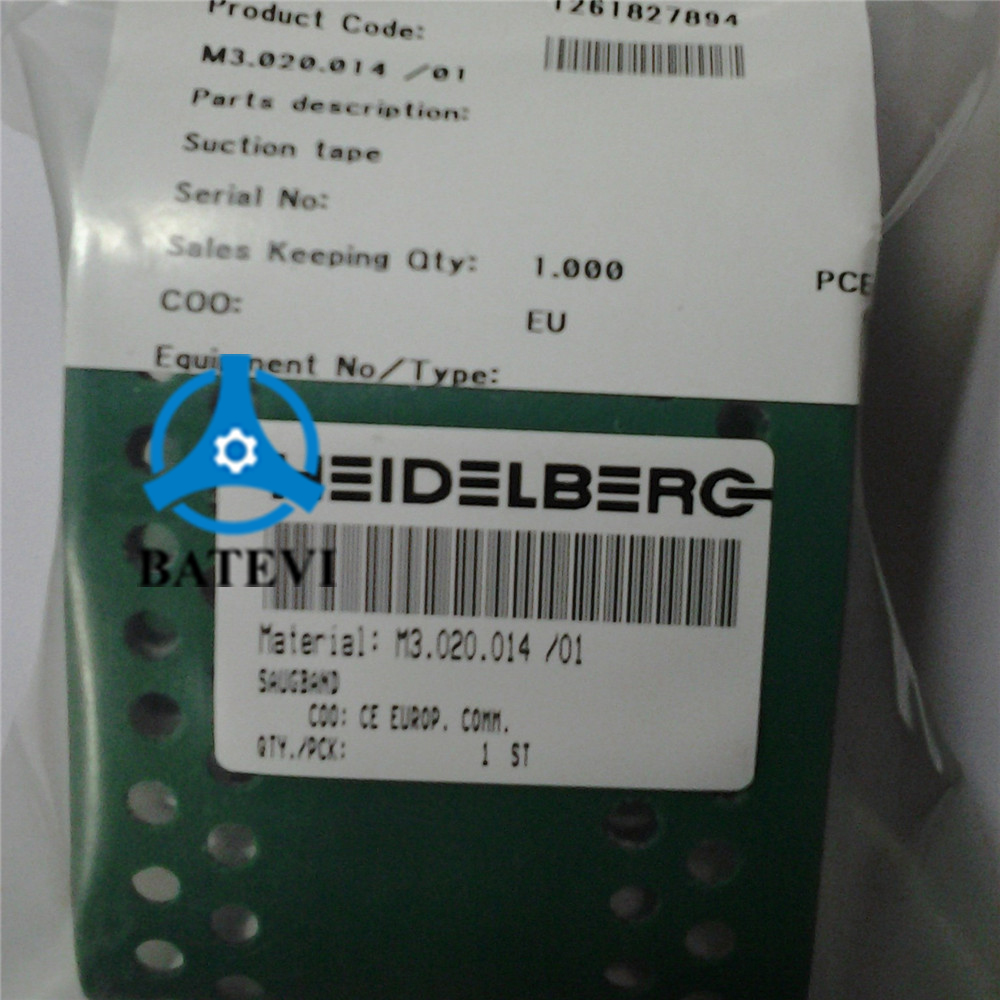 Product Code:
1261827894
M3.020.014 /01
Parts description:
Suction tape
Serial No:
Sales Keeping Qty: 1.000 PCE
COO: EU
Equipment No/Type:
HEIDELBERG
BATEVI
Material: M3.020.014 /01
SAUGBAND
COO: CE EUROP. COMM.
QTY./PCK: 1 ST